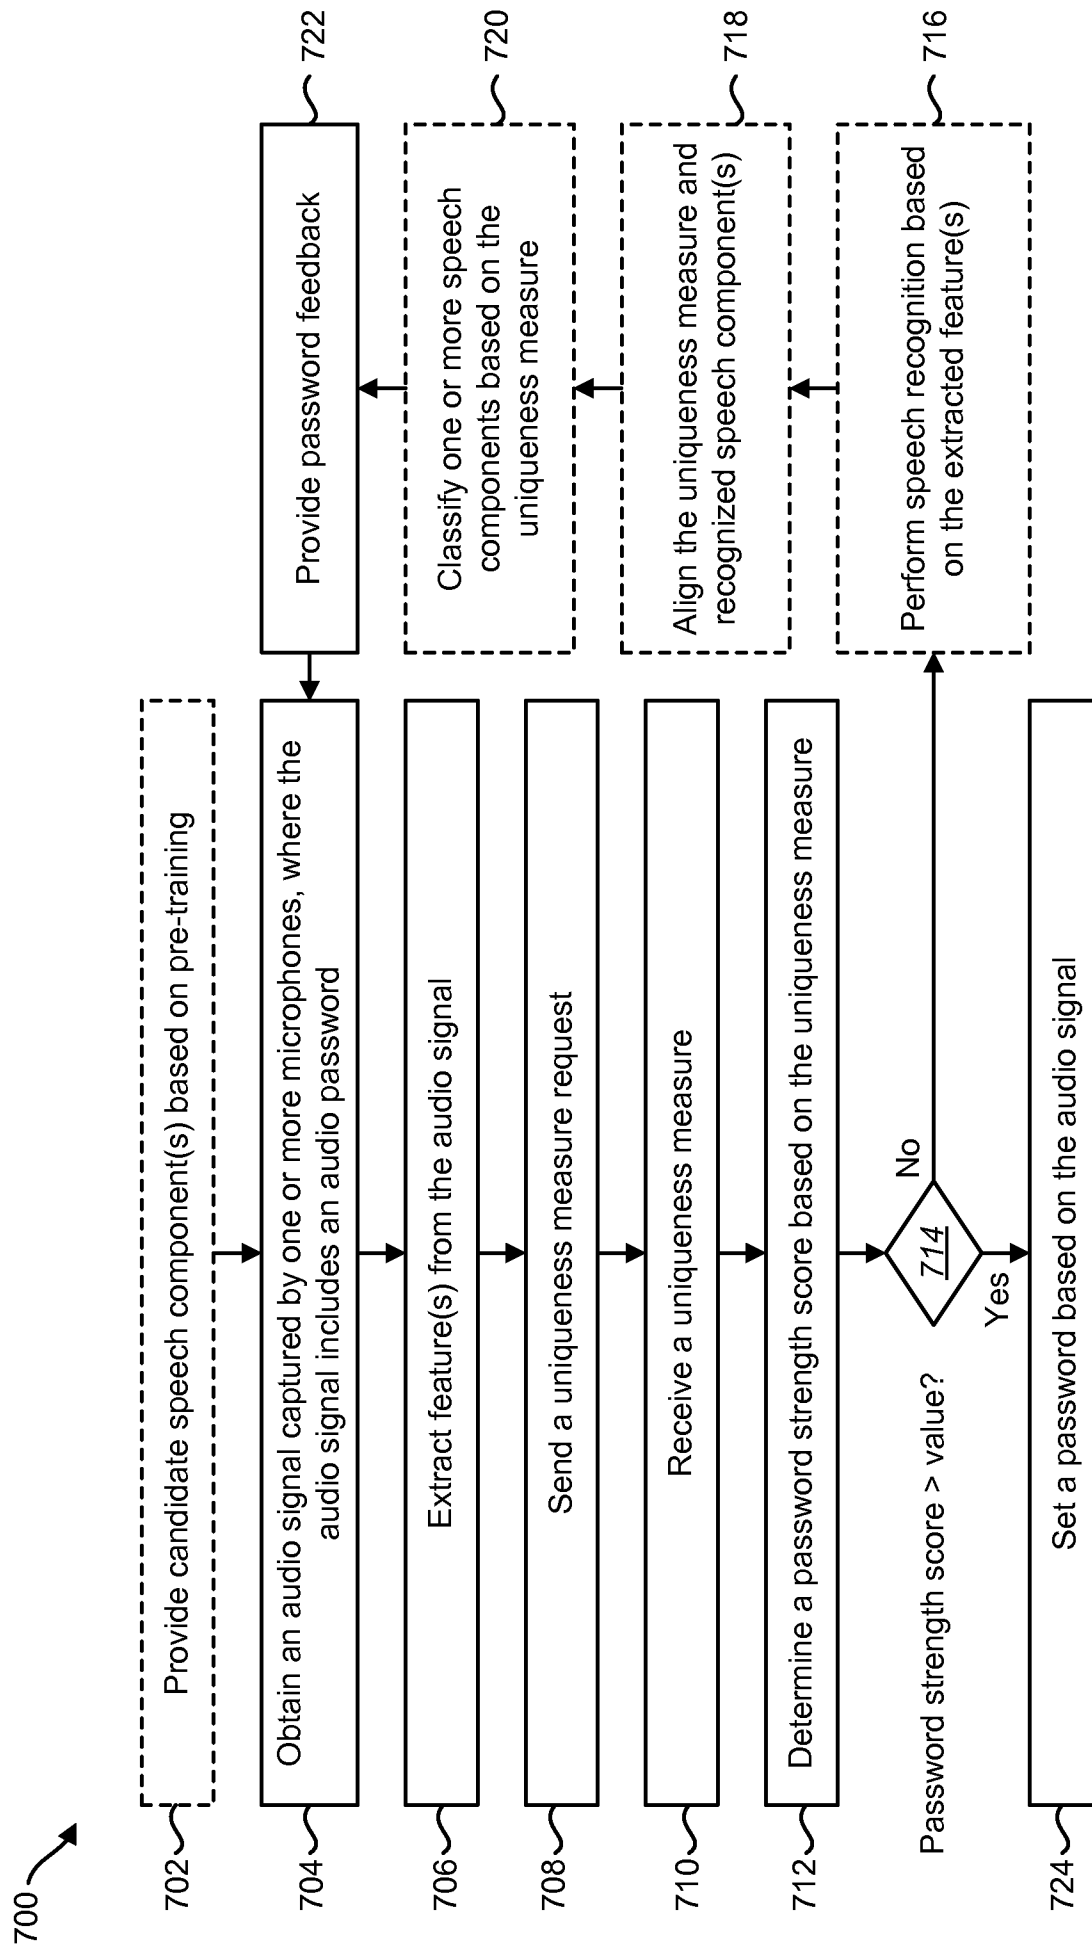 700
702
Provide candidate speech component(s) based on pre-training
704
Obtain an audio signal captured by one or more microphones, where the
audio signal includes an audio password
706
Extract feature(s) from the audio signal
708
Send a uniqueness measure request
710
Receive a uniqueness measure
712
Determine a password strength score based on the uniqueness measure
Password strength score > value?
714
No
Yes
724
Set a password based on the audio signal
722
Provide password feedback
720
Classify one or more speech
components based on the
uniqueness measure
718
Align the uniqueness measure and
recognized speech component(s)
716
Perform speech recognition based
on the extracted feature(s)